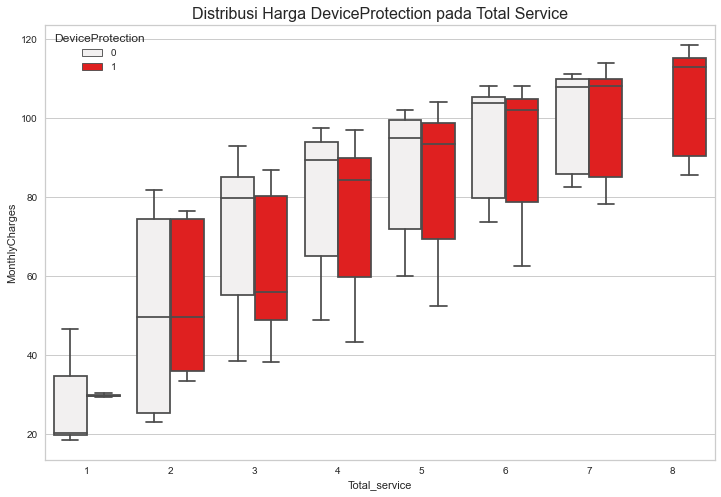 Distribusi Harga DeviceProtection pada Total Service
DeviceProtection
0
1
MonthlyCharges
120
100
80
60
40
20
1 2 3 4 5 6 7 8
Total_service